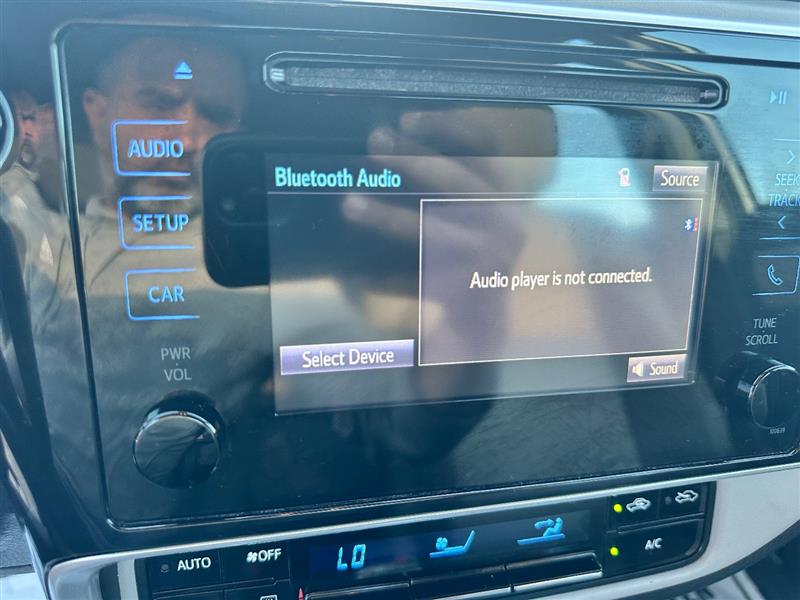 AUDIO
SETUP
CAR
PWR
VOL
Bluetooth Audio
Source
Audio player is not connected.
Select Device
Sound
SEEK
TRACK
TUNE
SCROLL
100639
AUTO
OFF
LO
A/C